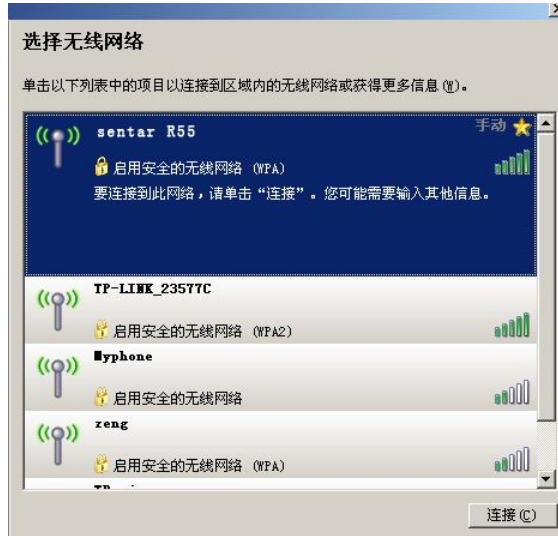 选择无线网络
单击以下列表中的项目以连接到区域内的无线网络或获得更多信息(W)。
sentar R55
手动
启用安全的无线网络 (WPA)
要连接到此网络，请单击“连接”。您可能需要输入其他信息。
TP-LINK_23577C
启用安全的无线网络 (WPA2)
Myphone
启用安全的无线网络
zeng
启用安全的无线网络 (WPA)
连接(C)